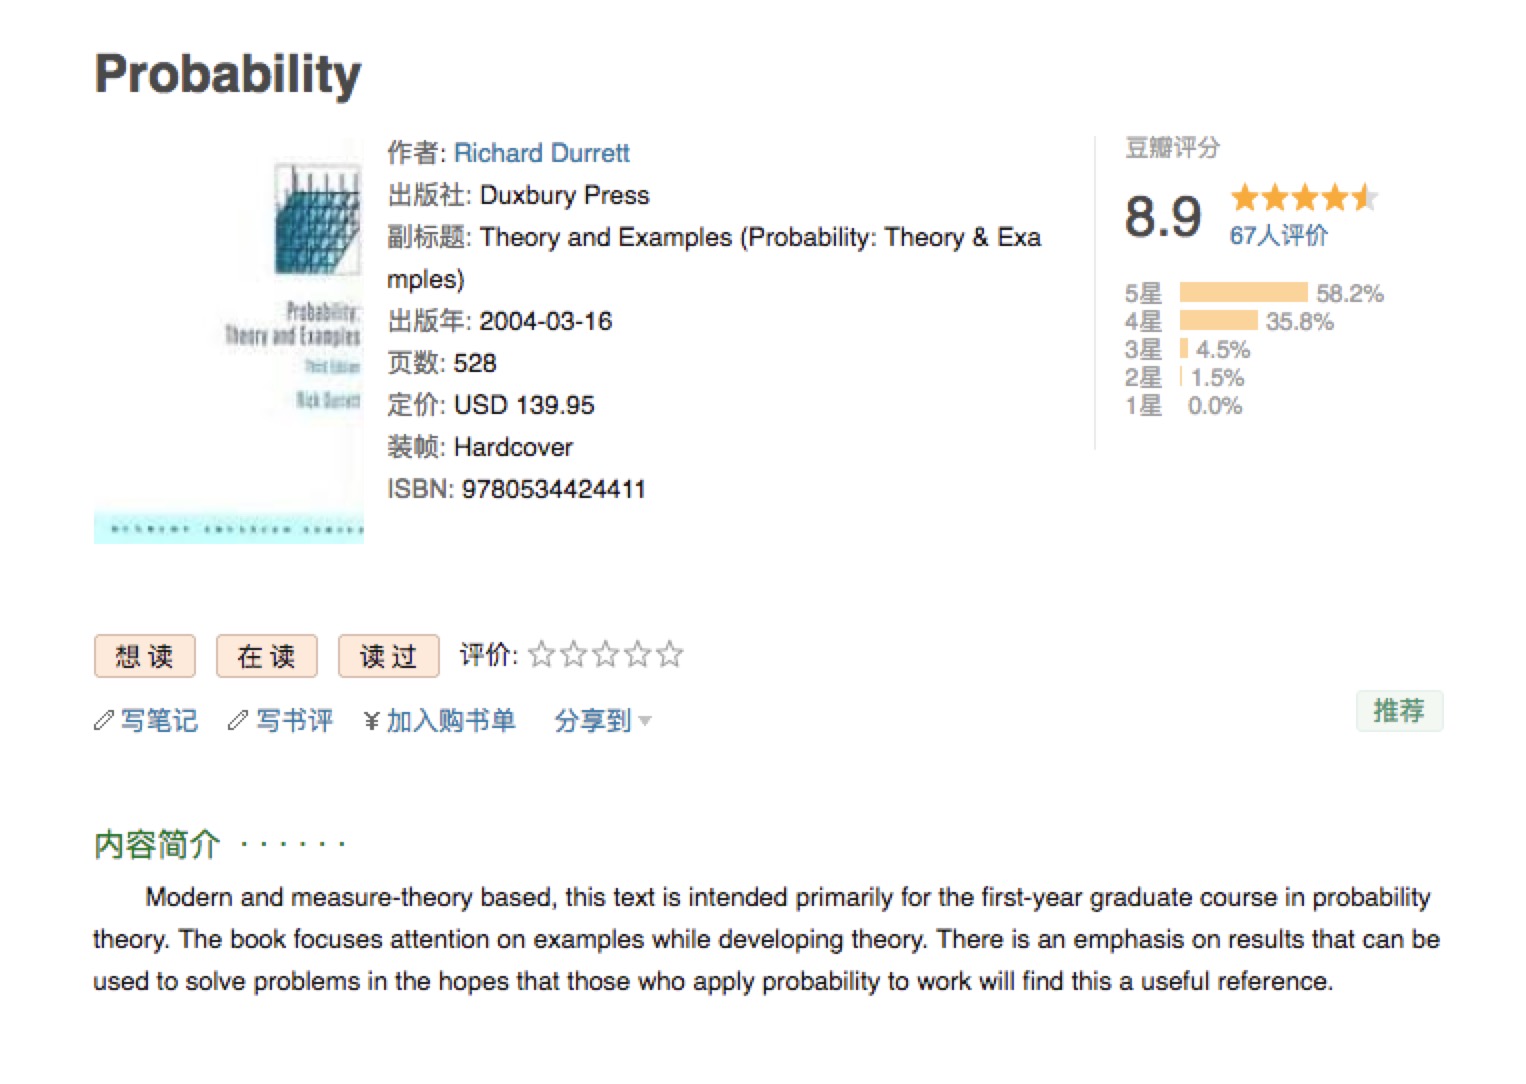 Probability
Probability:
Theory and Examples
Third Edition
Rick Durrett
作者: Richard Durrett
出版社: Duxbury Press
副标题: Theory and Examples (Probability: Theory & Exa
mples)
出版年: 2004-03-16
页数: 528
定价: USD 139.95
装帧: Hardcover
ISBN: 9780534424411
豆瓣评分
8.9
67人评价
5星 58.2%
4星 35.8%
3星 4.5%
2星 1.5%
1星 0.0%
想读 在读 读过 评价:
写笔记 写书评 ¥加入购书单 分享到
推荐
内容简介 · · · · · ·
Modern and measure-theory based, this text is intended primarily for the first-year graduate course in probability
theory. The book focuses attention on examples while developing theory. There is an emphasis on results that can be
used to solve problems in the hopes that those who apply probability to work will find this a useful reference.